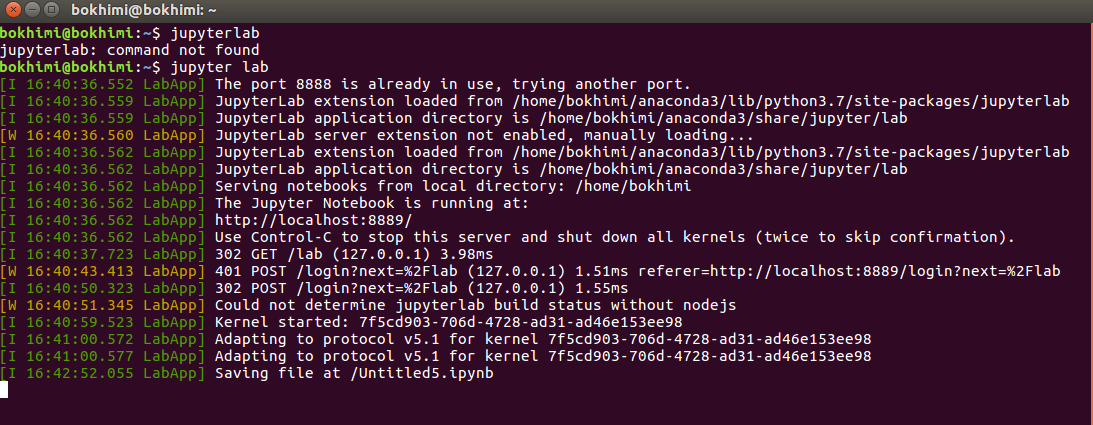 bokhimi@bokhimi: ~
bokhimi@bokhimi:~$ jupyterlab
jupyterlab: command not found
bokhimi@bokhimi:~$ jupyter lab
[I 16:40:36.552 LabApp] The port 8888 is already in use, trying another port.
[I 16:40:36.559 LabApp] JupyterLab extension loaded from /home/bokhimi/anaconda3/lib/python3.7/site-packages/jupyterlab
[I 16:40:36.559 LabApp] JupyterLab application directory is /home/bokhimi/anaconda3/share/jupyter/lab
[W 16:40:36.560 LabApp] JupyterLab server extension not enabled, manually loading...
[I 16:40:36.562 LabApp] JupyterLab extension loaded from /home/bokhimi/anaconda3/lib/python3.7/site-packages/jupyterlab
[I 16:40:36.562 LabApp] JupyterLab application directory is /home/bokhimi/anaconda3/share/jupyter/lab
[I 16:40:36.562 LabApp] Serving notebooks from local directory: /home/bokhimi
[I 16:40:36.562 LabApp] The Jupyter Notebook is running at:
[I 16:40:36.562 LabApp] http://localhost:8889/
[I 16:40:36.562 LabApp] Use Control-C to stop this server and shut down all kernels (twice to skip confirmation).
[I 16:40:37.723 LabApp] 302 GET /lab (127.0.0.1) 3.98ms
[W 16:40:43.413 LabApp] 401 POST /login?next=%2Flab (127.0.0.1) 1.51ms referer=http://localhost:8889/login?next=%2Flab
[I 16:40:50.323 LabApp] 302 POST /login?next=%2Flab (127.0.0.1) 1.55ms
[W 16:40:51.345 LabApp] Could not determine jupyterlab build status without nodejs
[I 16:40:59.523 LabApp] Kernel started: 7f5cd903-706d-4728-ad31-ad46e153ee98
[I 16:41:00.572 LabApp] Adapting to protocol v5.1 for kernel 7f5cd903-706d-4728-ad31-ad46e153ee98
[I 16:41:00.577 LabApp] Adapting to protocol v5.1 for kernel 7f5cd903-706d-4728-ad31-ad46e153ee98
[I 16:42:52.055 LabApp] Saving file at /Untitled5.ipynb